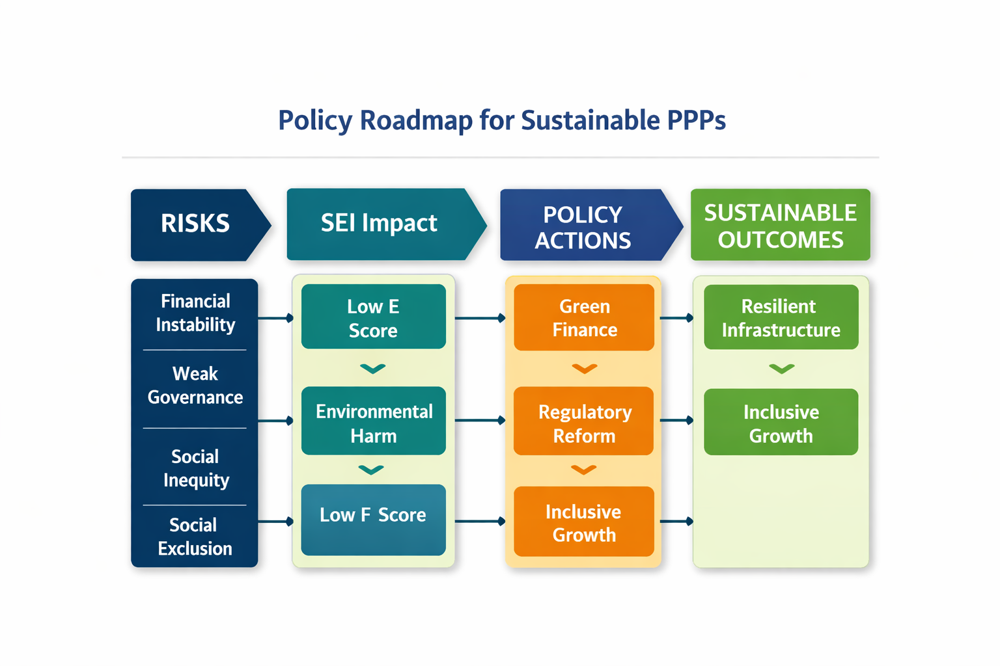 Policy Roadmap for Sustainable PPPs
RISKS
SEI Impact
POLICY
ACTIONS
SUSTAINABLE
OUTCOMES
Financial
Instability
Weak
Governance
Social
Inequity
Social
Exclusion
Low E
Score
Environmental
Harm
Low F Score
Green
Finance
Regulatory
Reform
Inclusive
Growth
Resilient
Infrastructure
Inclusive
Growth